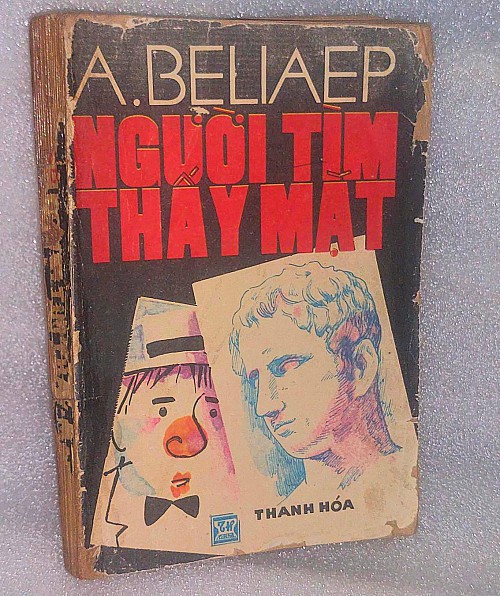 A.BELIAEP
NGƯỜI TÌM
THẤY MẶT
THANH HÓA